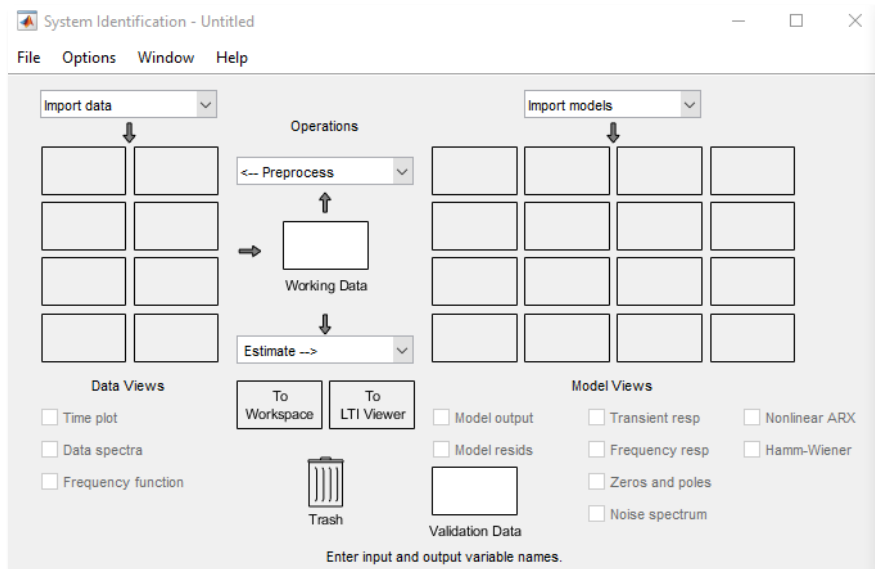 System Identification - Untitled
File Options Window Help
Import data
Import models
Operations
<-- Preprocess
Working Data
Estimate -->
Data Views
Model Views
To Workspace
To LTI Viewer
Time plot
Data spectra
Frequency function
Model output
Model resids
Transient resp
Frequency resp
Zeros and poles
Noise spectrum
Nonlinear ARX
Hamm-Wiener
Trash
Validation Data
Enter input and output variable names.